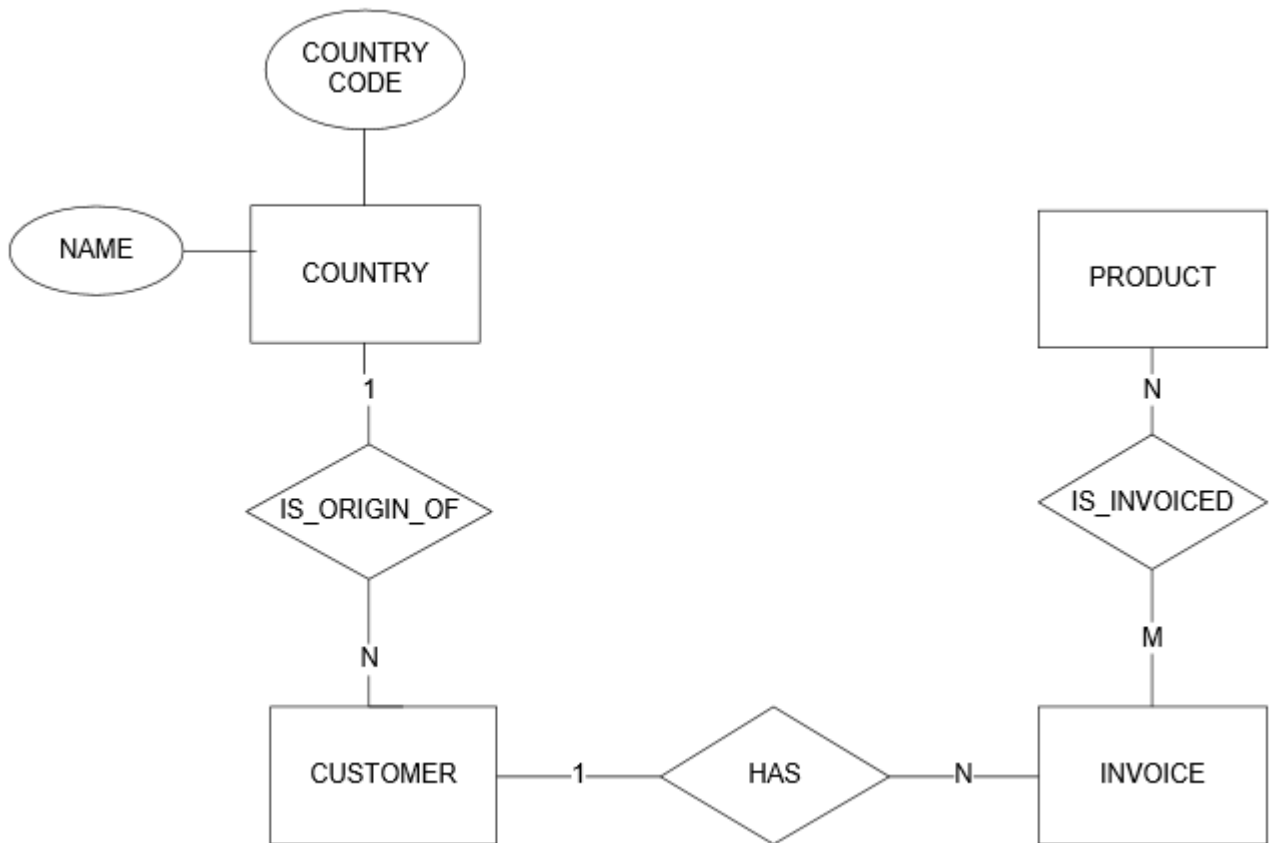 COUNTRY
CODE
NAME
COUNTRY
PRODUCT
1
N
IS_ORIGIN_OF
IS_INVOICED
N
M
CUSTOMER
1
HAS
N
INVOICE